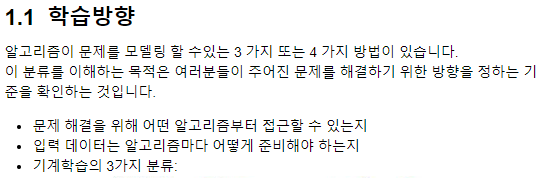 1.1 학습방향
알고리즘이 문제를 모델링 할 수있는 3 가지 또는 4 가지 방법이 있습니다.
이 분류를 이해하는 목적은 여러분들이 주어진 문제를 해결하기 위한 방향을 정하는 기
준을 확인하는 것입니다.
• 문제 해결을 위해 어떤 알고리즘부터 접근할 수 있는지
• 입력 데이터는 알고리즘마다 어떻게 준비해야 하는지
• 기계학습의 3가지 분류: